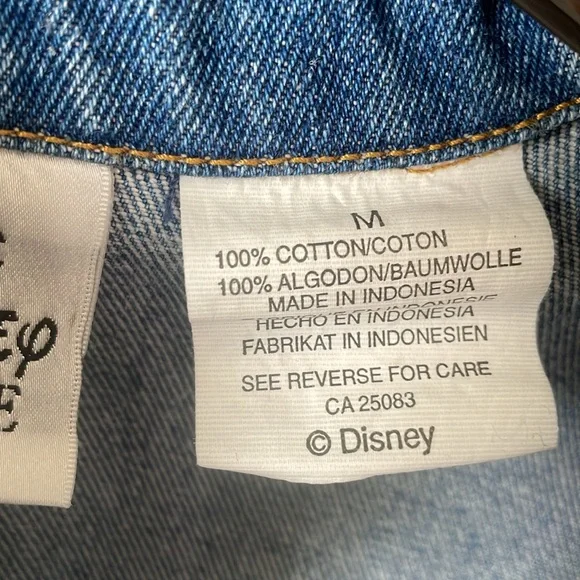 M
100% COTTON/COTON
100% ALGODON/BAUMWOLLE
MADE IN INDONESIA
HECHO EN INDONESIA
FABRIKAT IN INDONESIEN
SEE REVERSE FOR CARE
CA 25083
© Disney